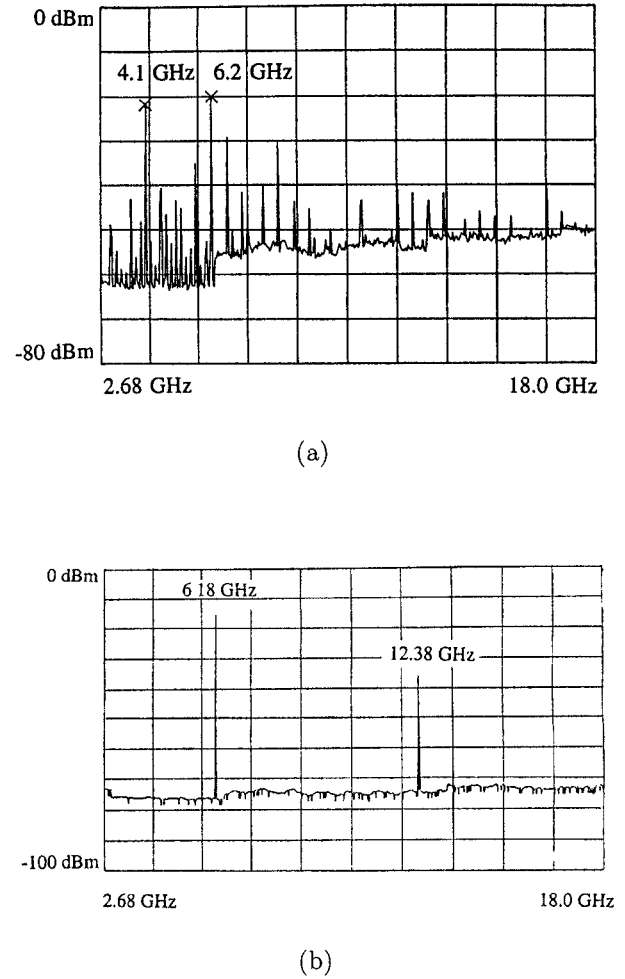 0 dBm
4.1 GHz 6.2 GHz
-80 dBm
2.68 GHz 18.0 GHz
(a)
0 dBm
6 18 GHz
12.38 GHz
-100 dBm
2.68 GHz 18.0 GHz
(b)